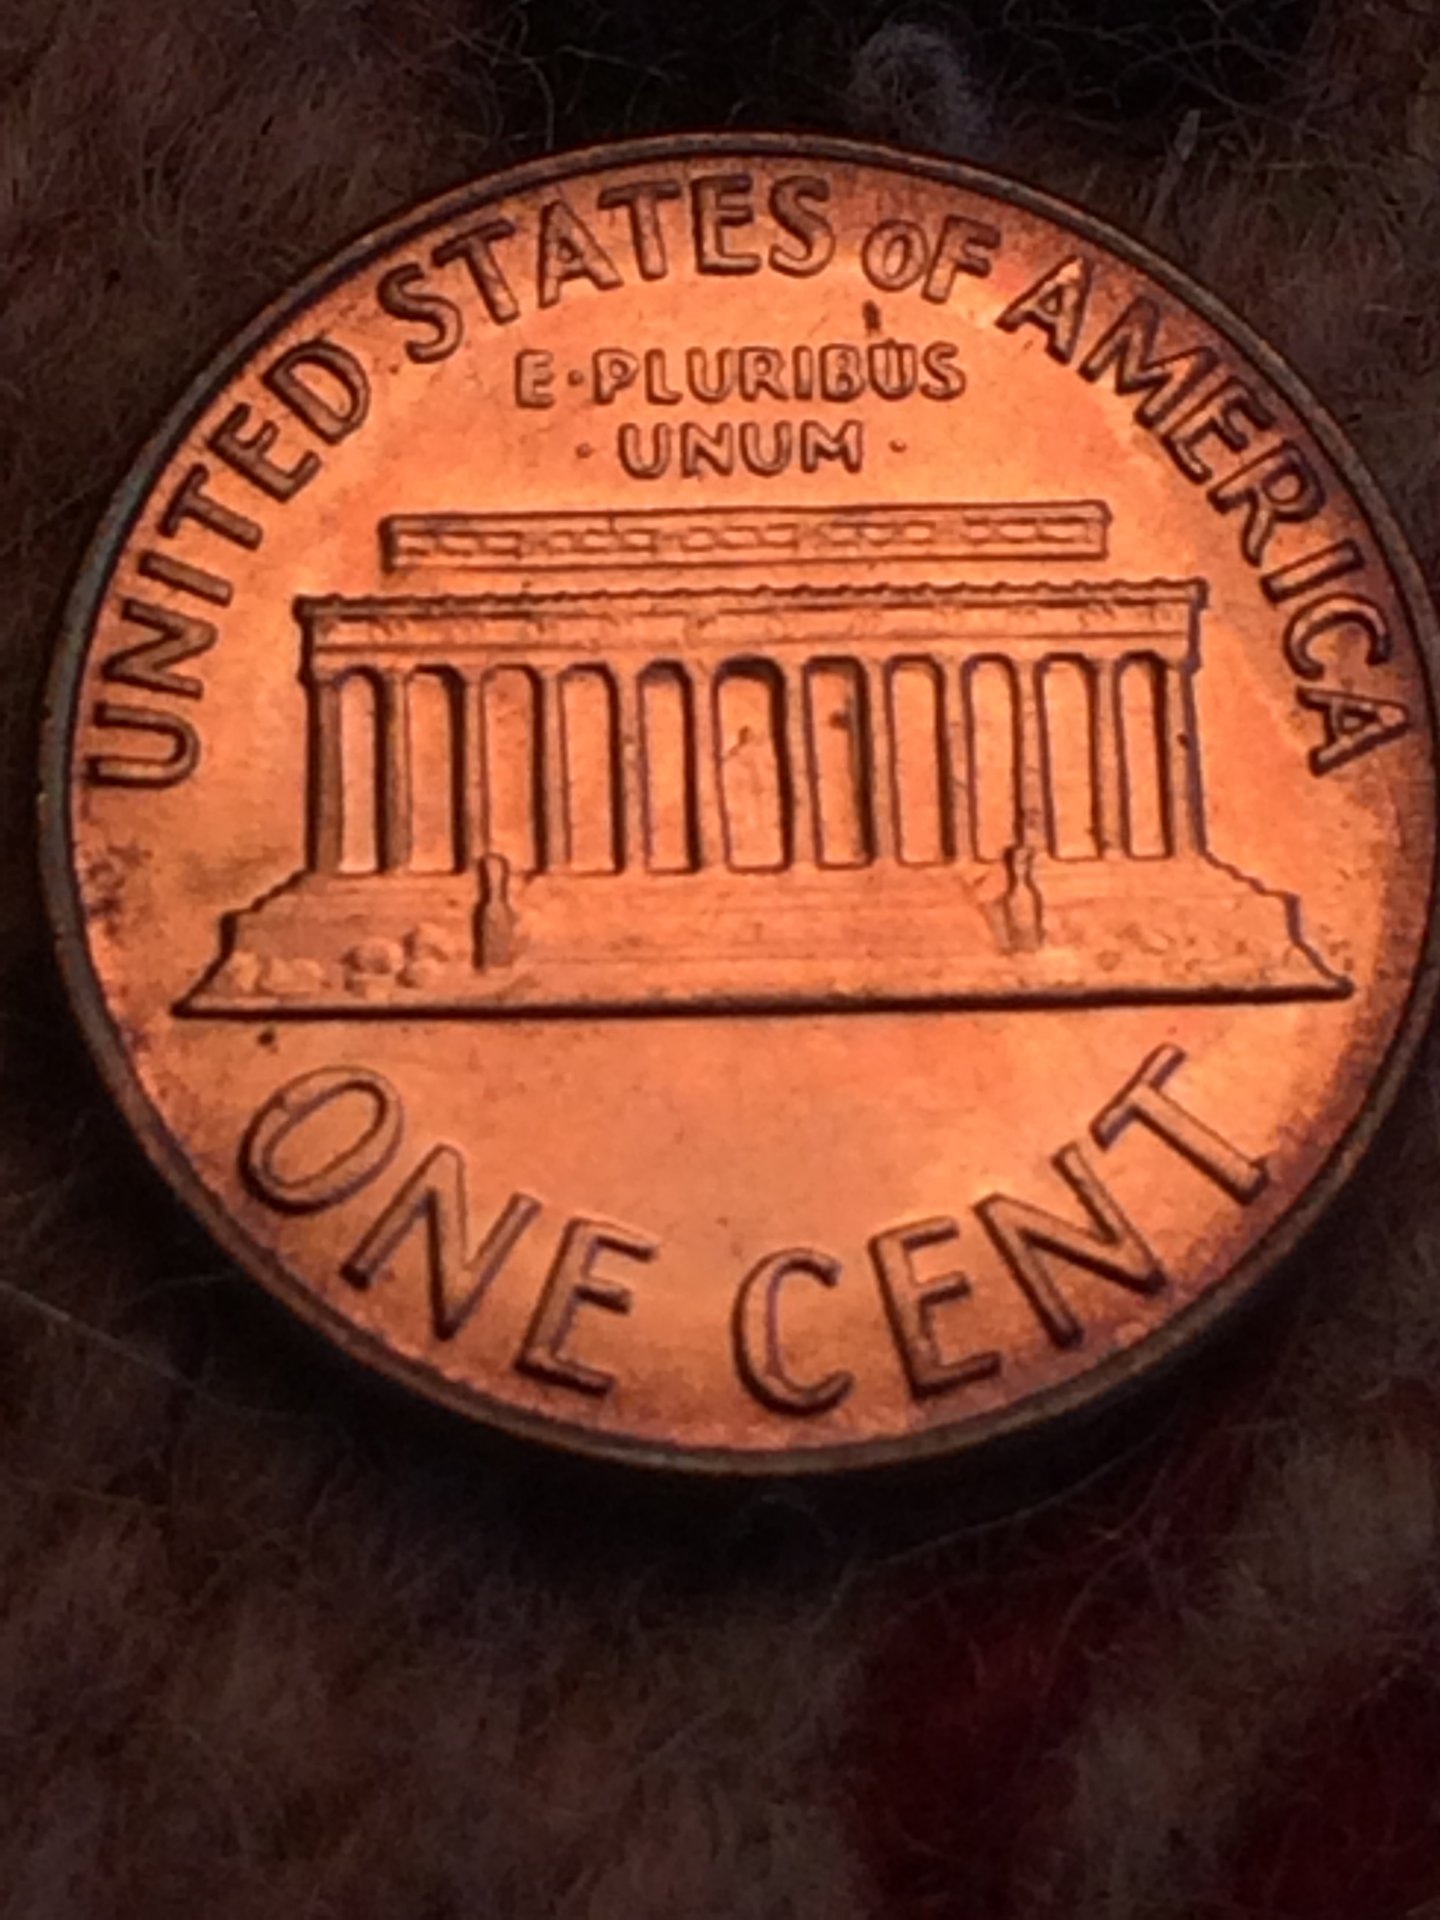 UNITED STATES OF AMERICA
E·PLURIBUS
·UNUM·
ONE CENT